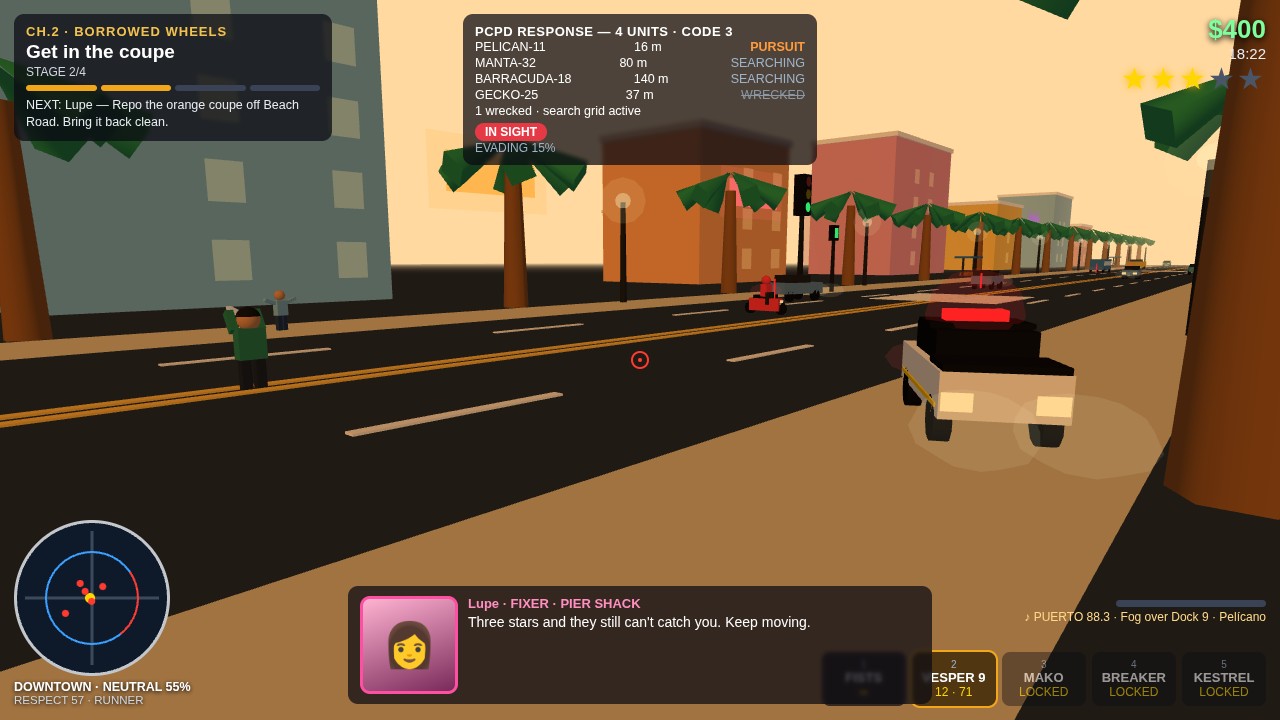 CH.2 · BORROWED WHEELS
Get in the coupe
STAGE 2/4
NEXT: Lupe — Repo the orange coupe off Beach
Road. Bring it back clean.
PCPD RESPONSE — 4 UNITS · CODE 3
PELICAN-11 16 m PURSUIT
MANTA-32 80 m SEARCHING
BARRACUDA-18 140 m SEARCHING
GECKO-25 37 m WRECKED
1 wrecked · search grid active
IN SIGHT
EVADING 15%
$400
18:22
Lupe · FIXER · PIER SHACK
Three stars and they still can't catch you. Keep moving.
♪ PUERTO 88.3 · Fog over Dock 9 · Pelícano
FISTS
2
VESPER 9
12 · 71
3
MAKO
LOCKED
4
BREAKER
LOCKED
5
KESTREL
LOCKED
DOWNTOWN · NEUTRAL 55%
RESPECT 57 · RUNNER